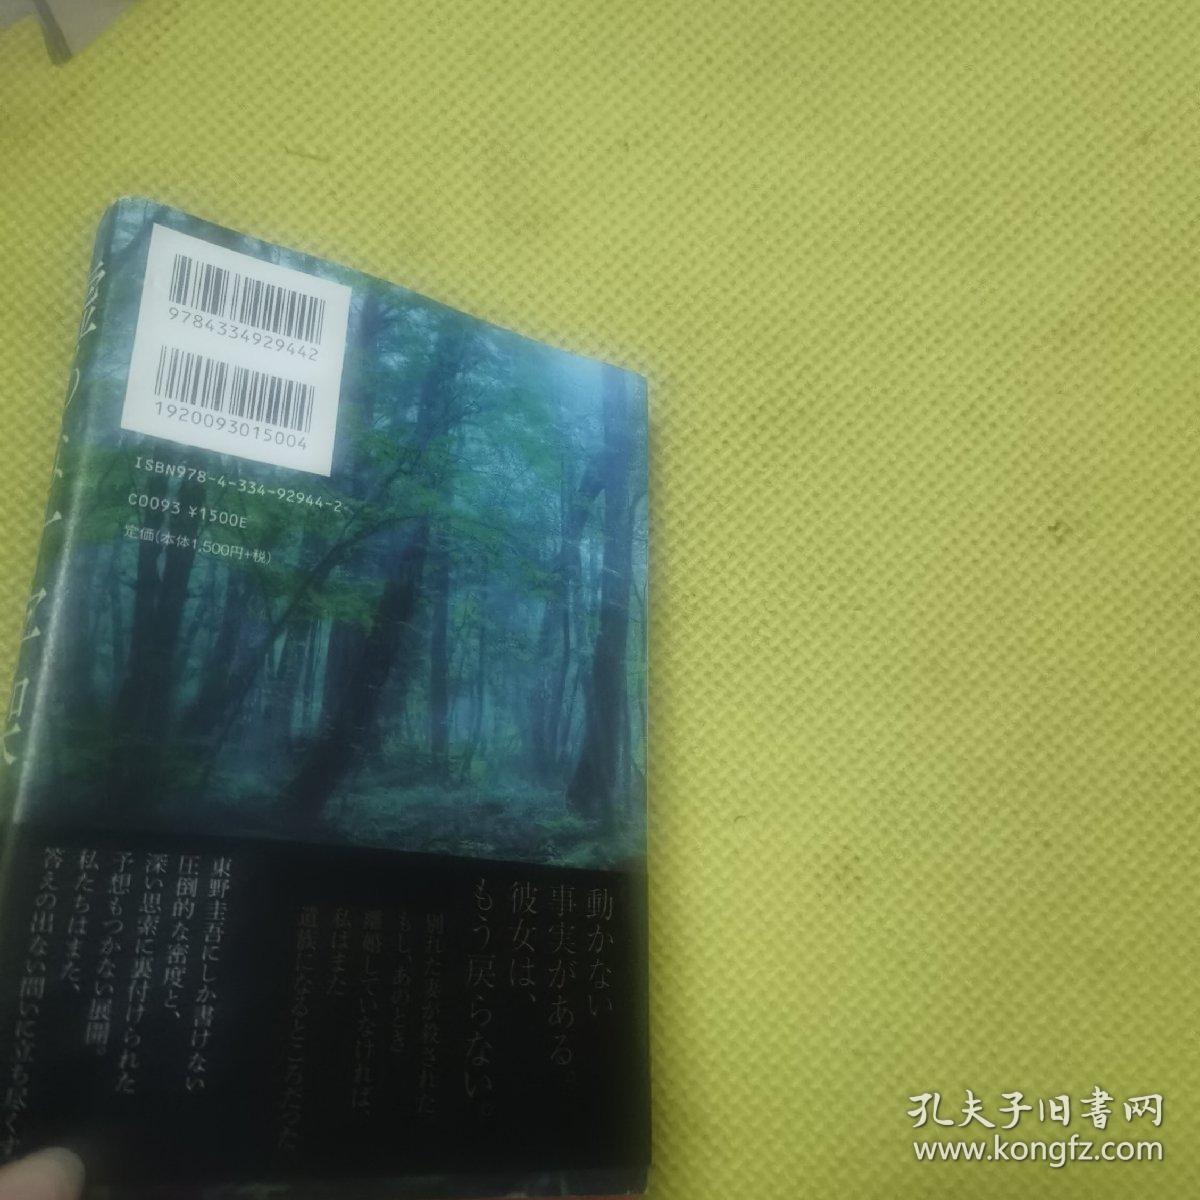 9784334929442
1920093015004
ISBN978-4-334-92944-2
C0093 ¥1500E
定価(本体1,500円+税)
動かない
事実がある。
彼女は、
もう戻らない。
別れた妻が殺された
もし、あのとき
離婚していなければ、
私はまた
遺族になるところだった
東野圭吾にしか書けない
圧倒的な密度と、
深い思索に裏付けられた
予想もつかない展開。
私たちはまた、
答えの出ない問いに立ち尽くす
孔夫子旧书网
www.kongfz.com